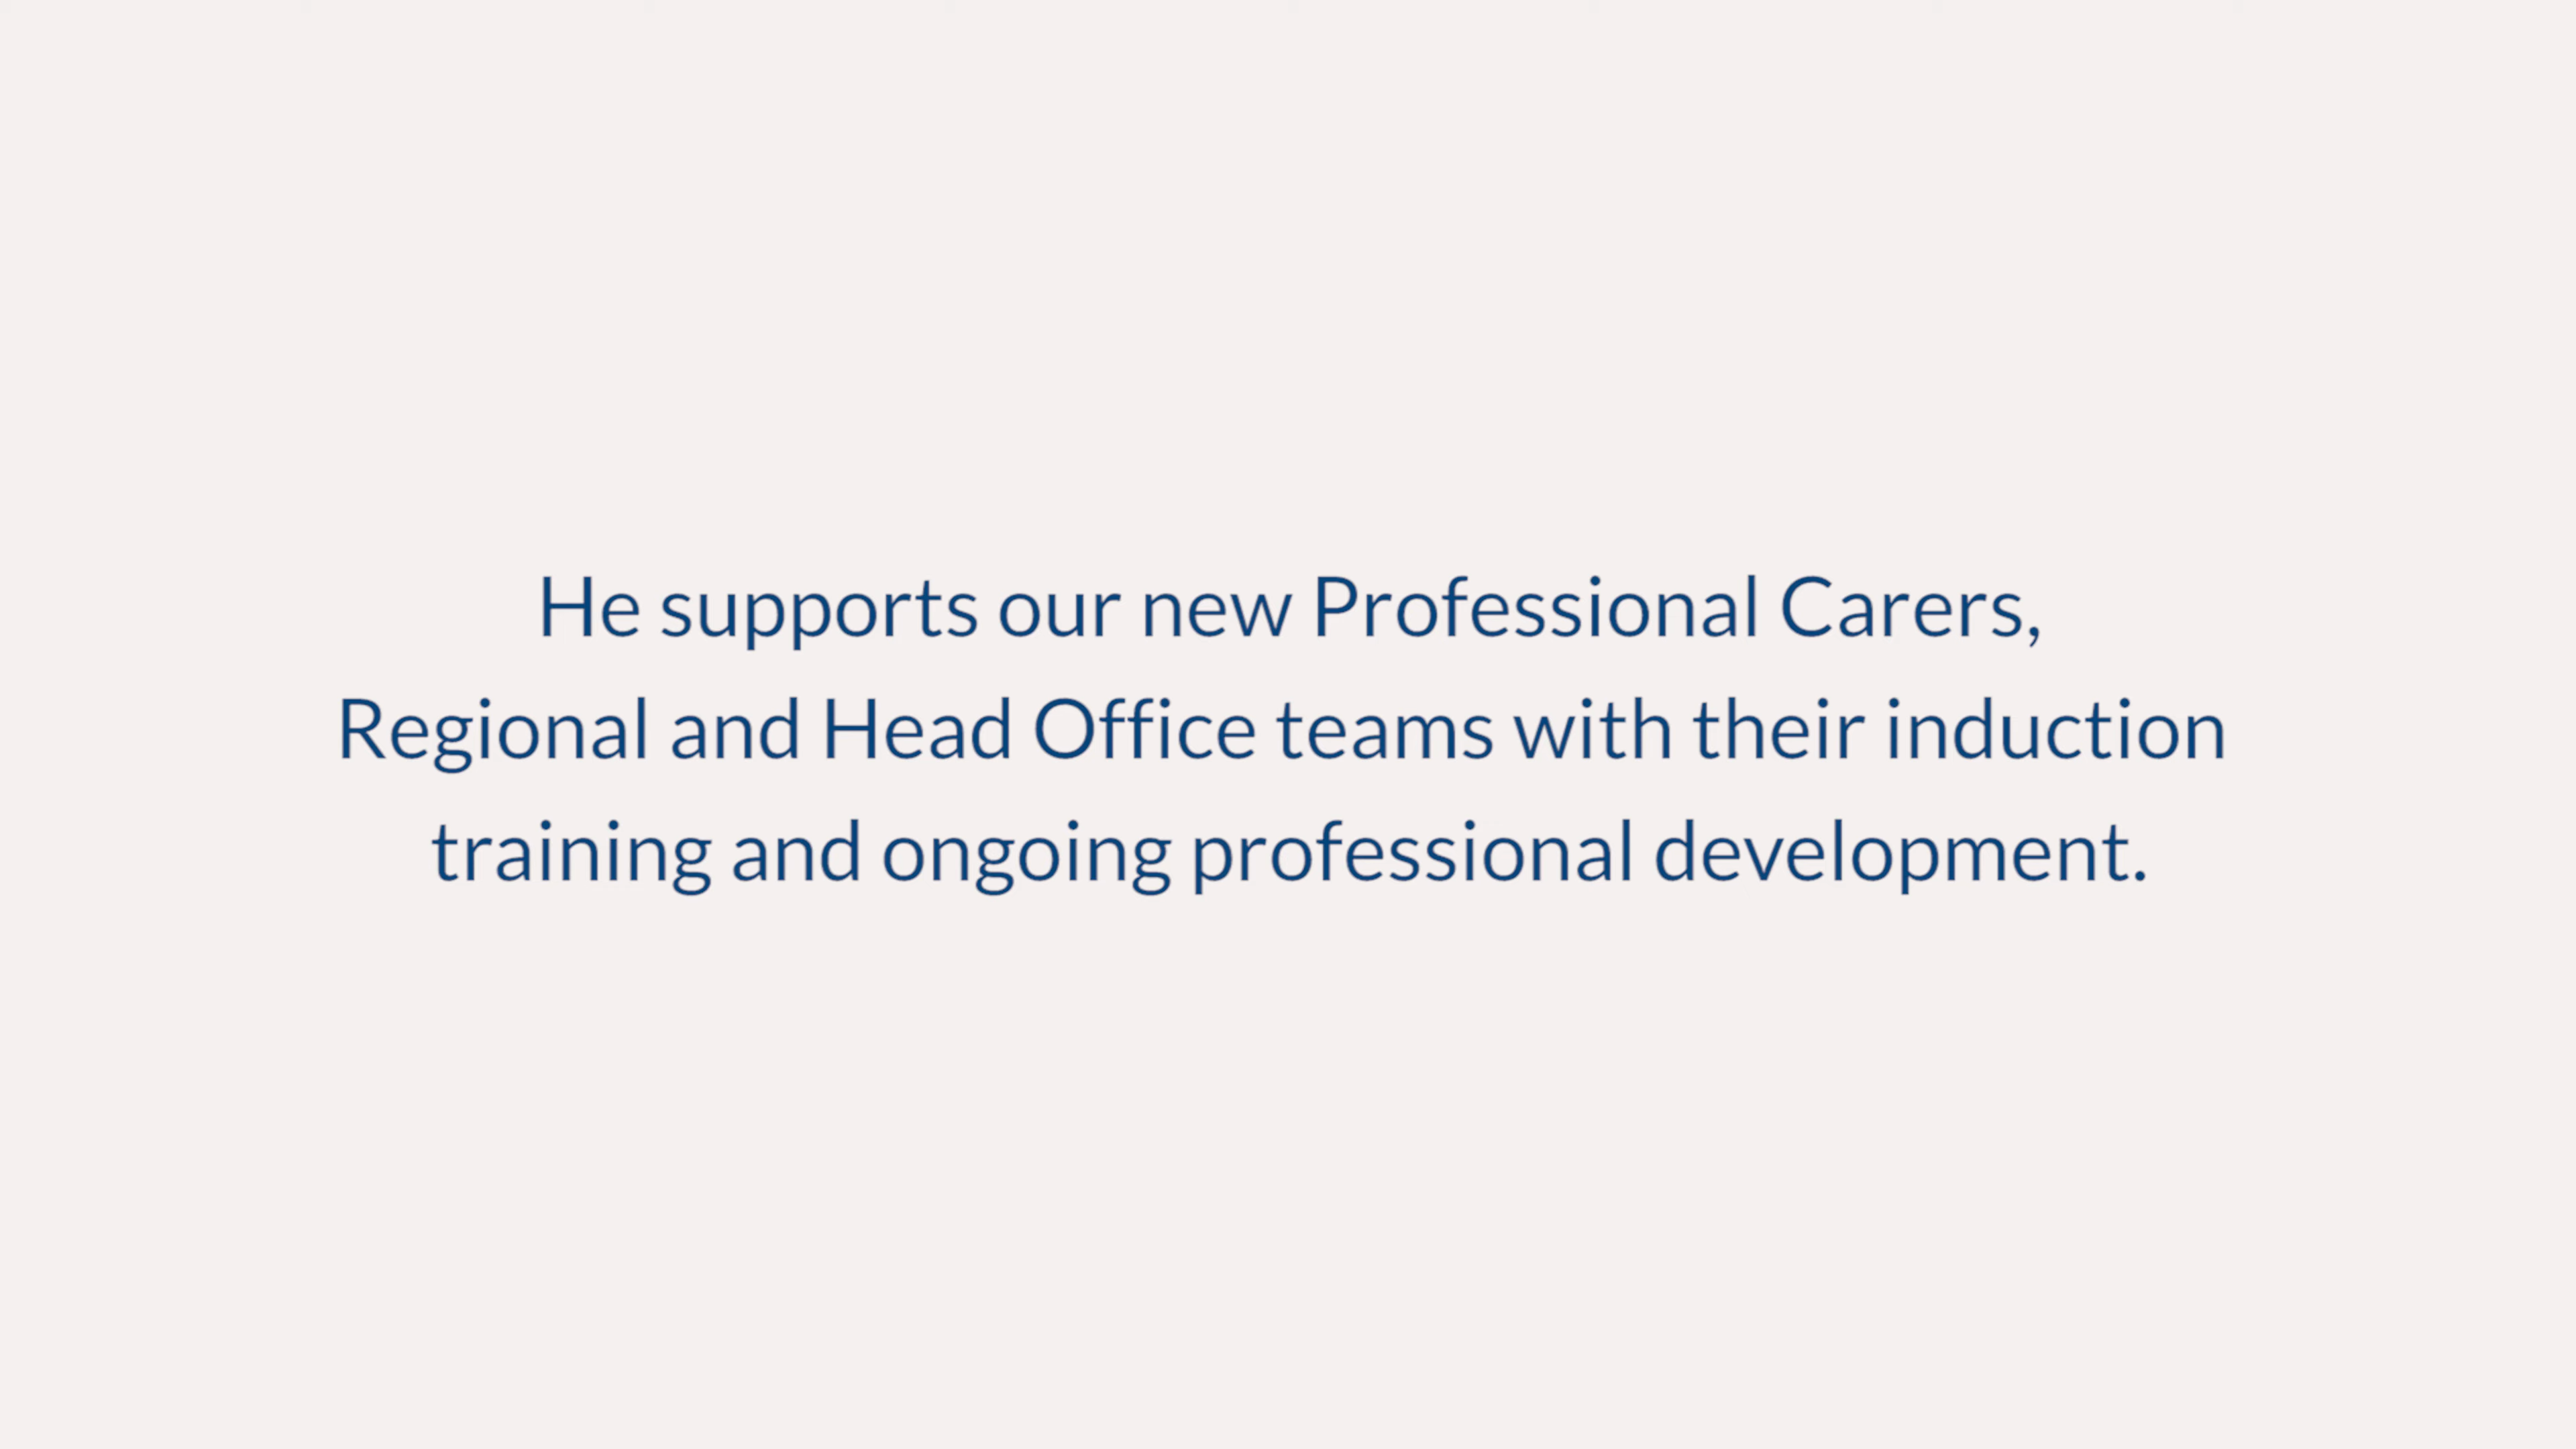 He supports our new Professional Carers,
Regional and Head Office teams with their induction
training and ongoing professional development.